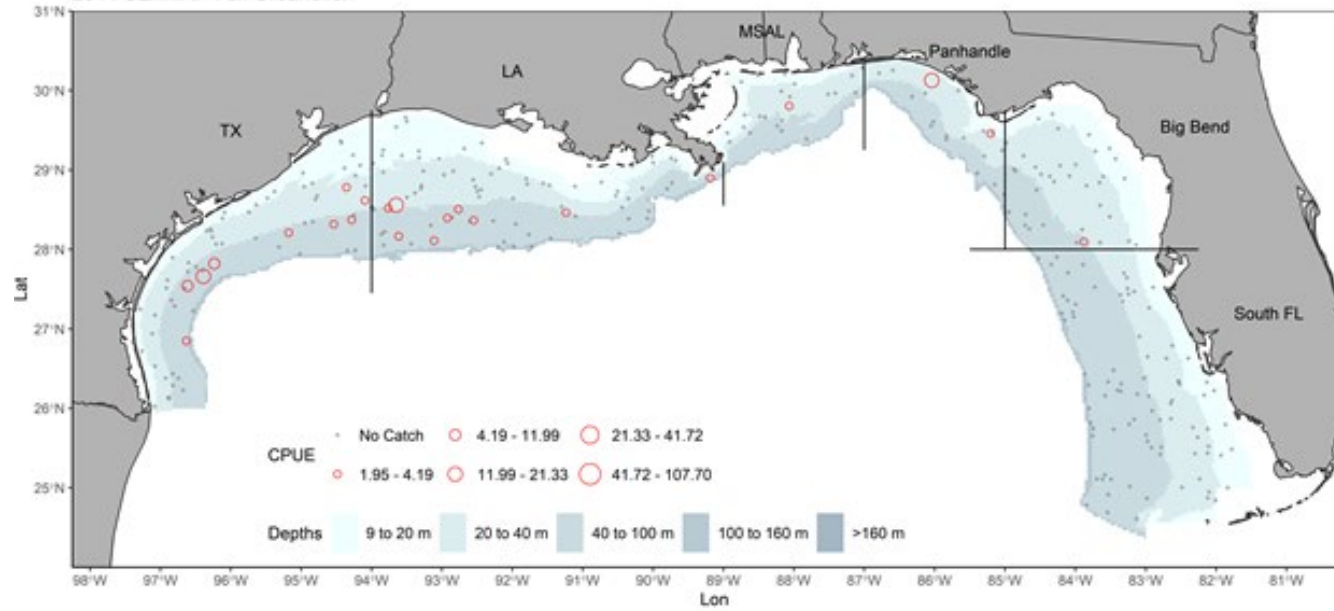 31°N
MSAL
Panhandle
LA
30°N
TX
Big Bend
29°N
28°N
Lat
South FL
27°N
26°N
No Catch
4.19 - 11.99
21.33 - 41.72
CPUE
1.95 - 4.19
11.99 - 21.33
41.72 - 107.70
25°N
Depths
9 to 20 m
20 to 40 m
40 to 100 m
100 to 160 m
>160 m
98°W 97°W 96°W 95°W 94°W 93°W 92°W 91°W 90°W 89°W 88°W 87°W 86°W 85°W 84°W 83°W 82°W 81°W
Lon